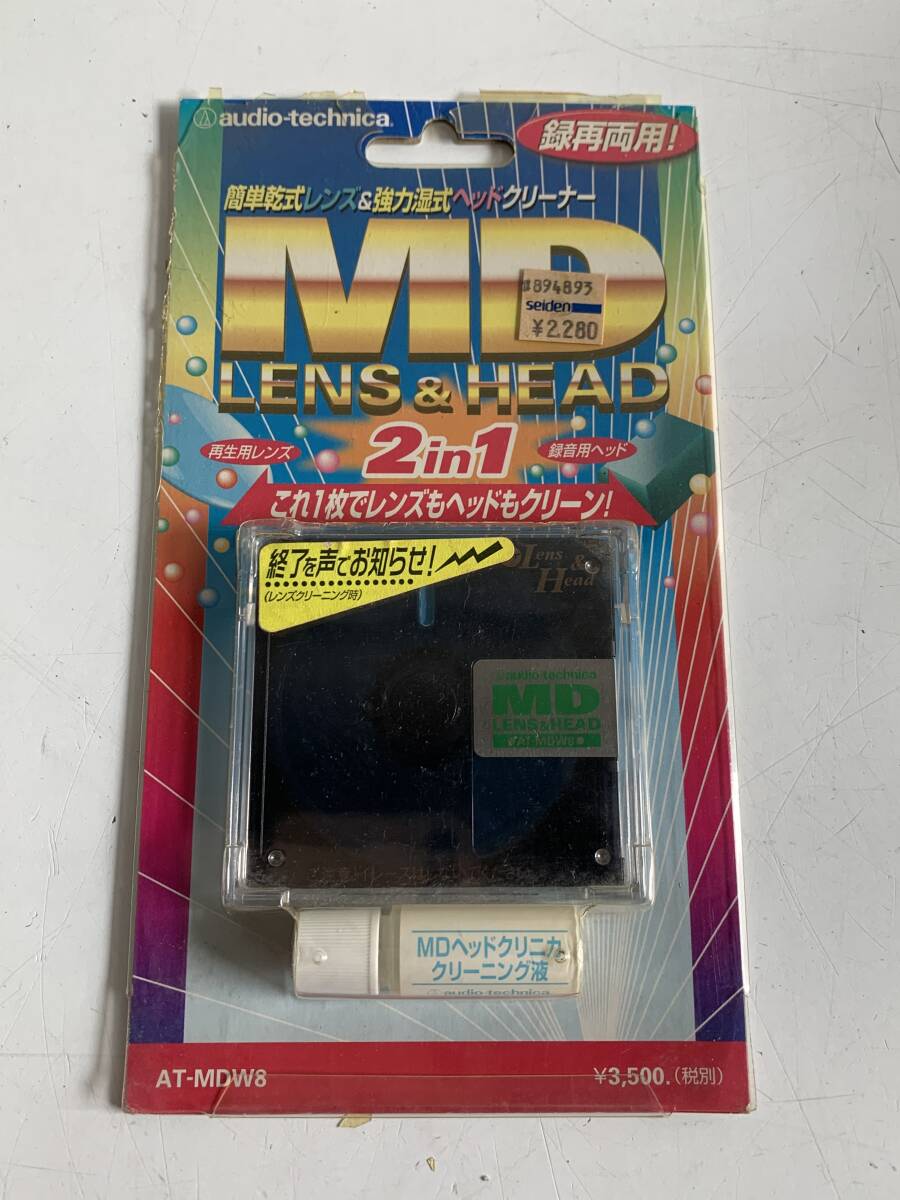 audio-technica
録再両用!
簡単乾式レンズ&強力湿式ヘッドクリーナー
MD
#894893
seiden
¥2,280
LENS & HEAD
再生用レンズ
2in1
録音用ヘッド
これ1枚でレンズもヘッドもクリーン!
終了を声でお知らせ!
(レンズクリーニング時)
Lens
&
Head
audio-technica
MD
LENS&HEAD
AT-MDW8
MDヘッドクリニカ
クリーニング液
audio-technica
AT-MDW8
¥3,500.(税別)